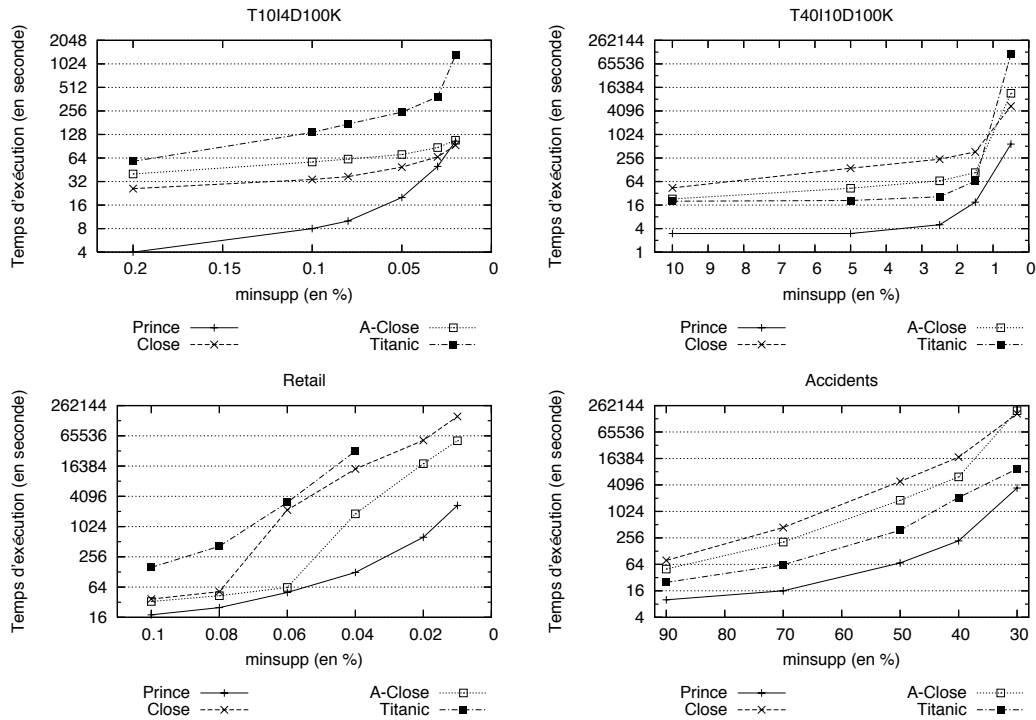 T10I4D100K
Temps d'exécution (en seconde)
2048
1024
512
256
128
64
32
16
8
4
0.2
0.15
0.1
0.05
0
minsupp (en %)
Prince
Close
A-Close
Titanic
T40I10D100K
Temps d'exécution (en seconde)
262144
65536
16384
4096
1024
256
64
16
4
1
10
9
8
7
6
5
4
3
2
1
0
minsupp (en %)
Prince
Close
A-Close
Titanic
Retail
Temps d'exécution (en seconde)
262144
65536
16384
4096
1024
256
64
16
0.1
0.08
0.06
0.04
0.02
0
minsupp (en %)
Prince
Close
A-Close
Titanic
Accidents
Temps d'exécution (en seconde)
262144
65536
16384
4096
1024
256
64
16
4
90
80
70
60
50
40
30
minsupp (en %)
Prince
Close
A-Close
Titanic